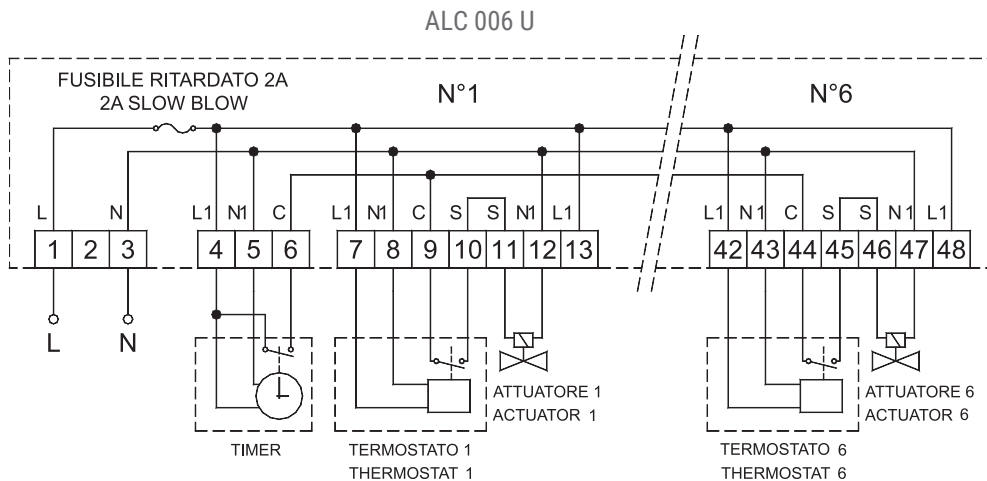 ALC 006 U
FUSIBILE RITARDATO 2A
2A SLOW BLOW
N°1
N°6
L N L1 N1 C L1 N1 C S S N1 L1 L1 N1 C S S N1 L1
1 2 3 4 5 6 7 8 9 10 11 12 13 42 43 44 45 46 47 48
L N
TIMER
ATTUATORE 1
ACTUATOR 1
TERMOSTATO 1
THERMOSTAT 1
ATTUATORE 6
ACTUATOR 6
TERMOSTATO 6
THERMOSTAT 6